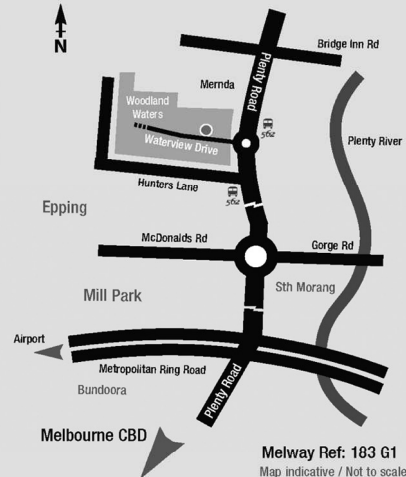 N
Bridge Inn Rd
Plenty Road
Mernda
Woodland
Waters
562
Plenty River
Waterview Drive
Hunters Lane
562
Epping
McDonalds Rd
Gorge Rd
Sth Morang
Mill Park
Airport
Metropolitan Ring Road
Bundoora
Plenty Road
Melbourne CBD
Melway Ref: 183 G1
Map indicative / Not to scale